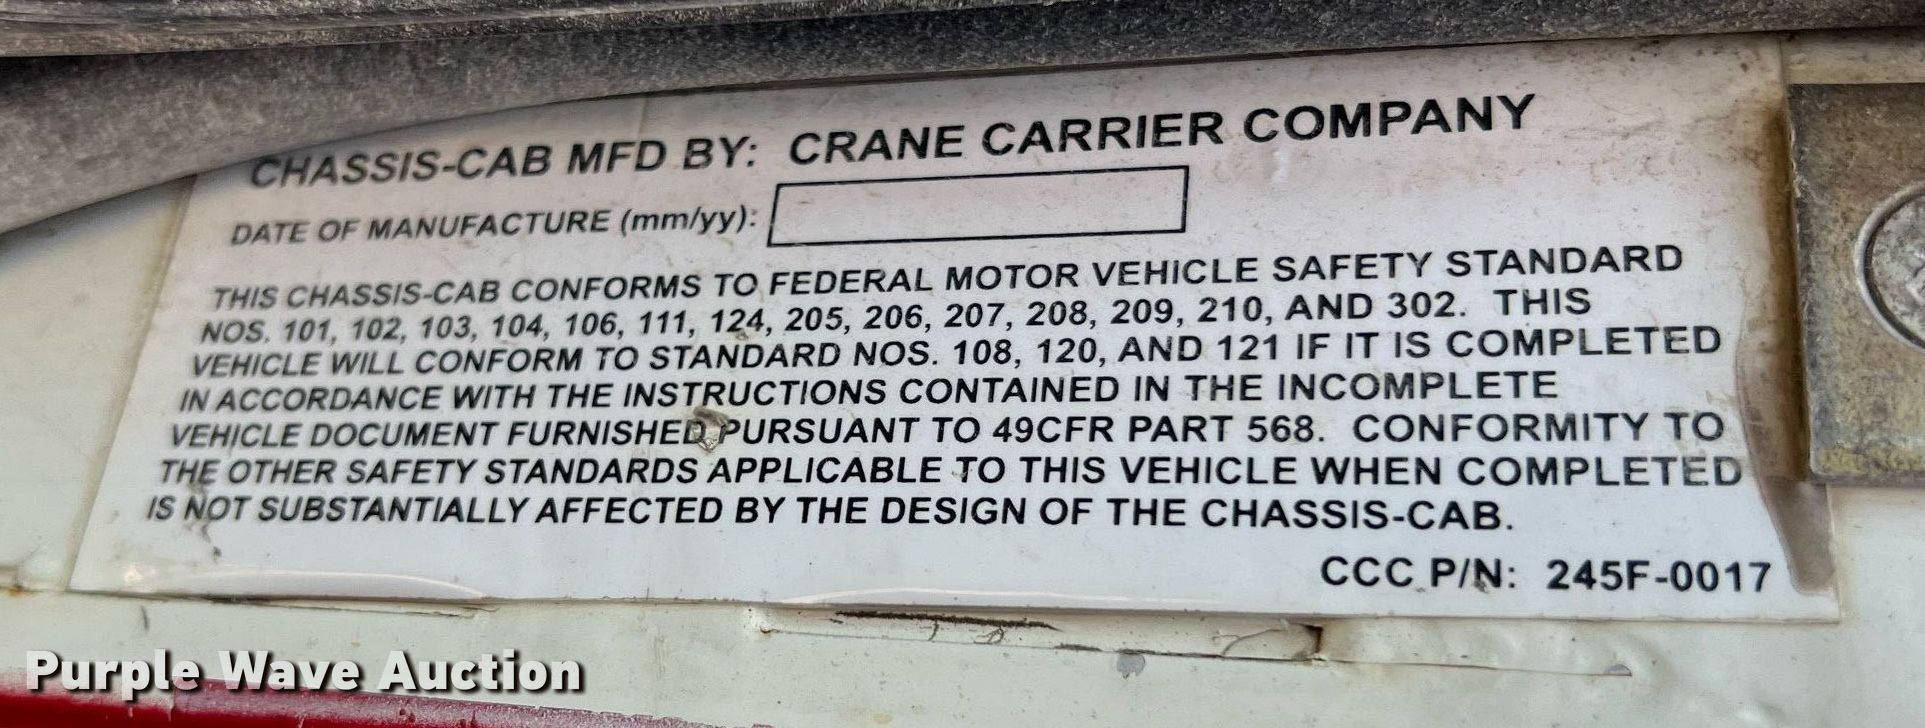 CHASSIS-CAB MFD BY: CRANE CARRIER COMPANY
DATE OF MANUFACTURE (mm/yy):
THIS CHASSIS-CAB CONFORMS TO FEDERAL MOTOR VEHICLE SAFETY STANDARD
NOS. 101, 102, 103, 104, 106, 111, 124, 205, 206, 207, 208, 209, 210, AND 302. THIS
VEHICLE WILL CONFORM TO STANDARD NOS. 108, 120, AND 121 IF IT IS COMPLETED
IN ACCORDANCE WITH THE INSTRUCTIONS CONTAINED IN THE INCOMPLETE
VEHICLE DOCUMENT FURNISHED PURSUANT TO 49CFR PART 568. CONFORMITY TO
THE OTHER SAFETY STANDARDS APPLICABLE TO THIS VEHICLE WHEN COMPLETED
IS NOT SUBSTANTIALLY AFFECTED BY THE DESIGN OF THE CHASSIS-CAB.
CCC P/N: 245F-0017
Purple Wave Auction